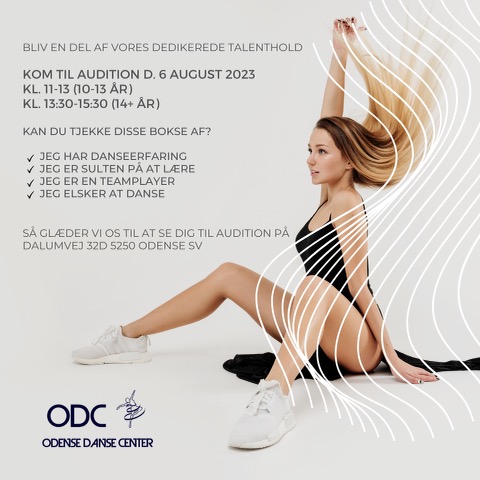 BLIV EN DEL AF VORES DEDIKEREDE TALENTHOLD
KOM TIL AUDITION D. 6 AUGUST 2023
KL. 11-13 (10-13 ÅR)
KL. 13:30-15:30 (14+ ÅR)
KAN DU TJEKKE DISSE BOKSE AF?
JEG HAR DANSEERFARING
JEG ER SULTEN PÅ AT LÆRE
JEG ER EN TEAMPLAYER
JEG ELSKER AT DANSE
SÅ GLÆDER VI OS TIL AT SE DIG TIL AUDITION PÅ
DALUMVEJ 32D 5250 ODENSE SV
ODC
ODENSE DANSE CENTER